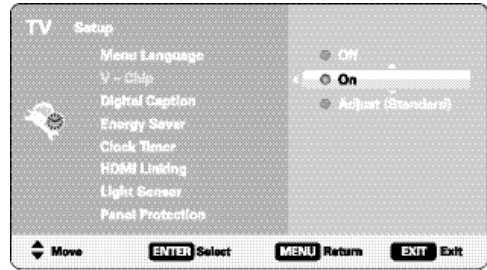 TV Setup
Menu Language
Off
V - Chip
On
Digital Caption
Adjust (Standard)
Energy Saver
Clock Timer
HDMI Linking
Light Sensor
Panel Protection
Move ENTER Select MENU Return EXIT Exit